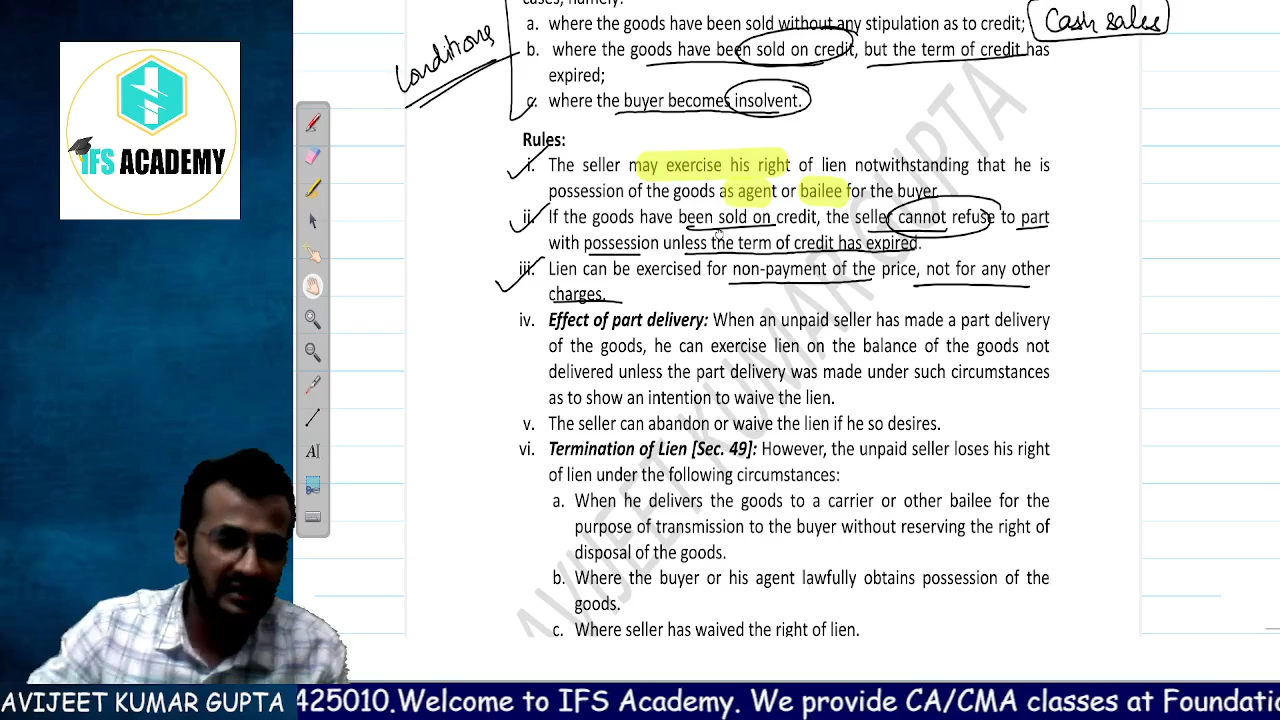 cases, namely:
a. where the goods have been sold without any stipulation as to credit;
Cash sales
b. where the goods have been sold on credit, but the term of credit has
expired;
Conditions
c. where the buyer becomes insolvent.
Rules:
i. The seller may exercise his right of lien notwithstanding that he is
possession of the goods as agent or bailee for the buyer.
ii. If the goods have been sold on credit, the seller cannot refuse to part
with possession unless the term of credit has expired.
iii. Lien can be exercised for non-payment of the price, not for any other
charges.
iv. Effect of part delivery: When an unpaid seller has made a part delivery
of the goods, he can exercise lien on the balance of the goods not
delivered unless the part delivery was made under such circumstances
as to show an intention to waive the lien.
v. The seller can abandon or waive the lien if he so desires.
vi. Termination of Lien [Sec. 49]: However, the unpaid seller loses his right
of lien under the following circumstances:
a. When he delivers the goods to a carrier or other bailee for the
purpose of transmission to the buyer without reserving the right of
disposal of the goods.
b. Where the buyer or his agent lawfully obtains possession of the
goods.
c. Where seller has waived the right of lien.
AVIJEET KUMAR GUPTA
IFS ACADEMY
A|
AVIJEET KUMAR GUPTA
425010.Welcome to IFS Academy. We provide CA/CMA classes at Foundatio